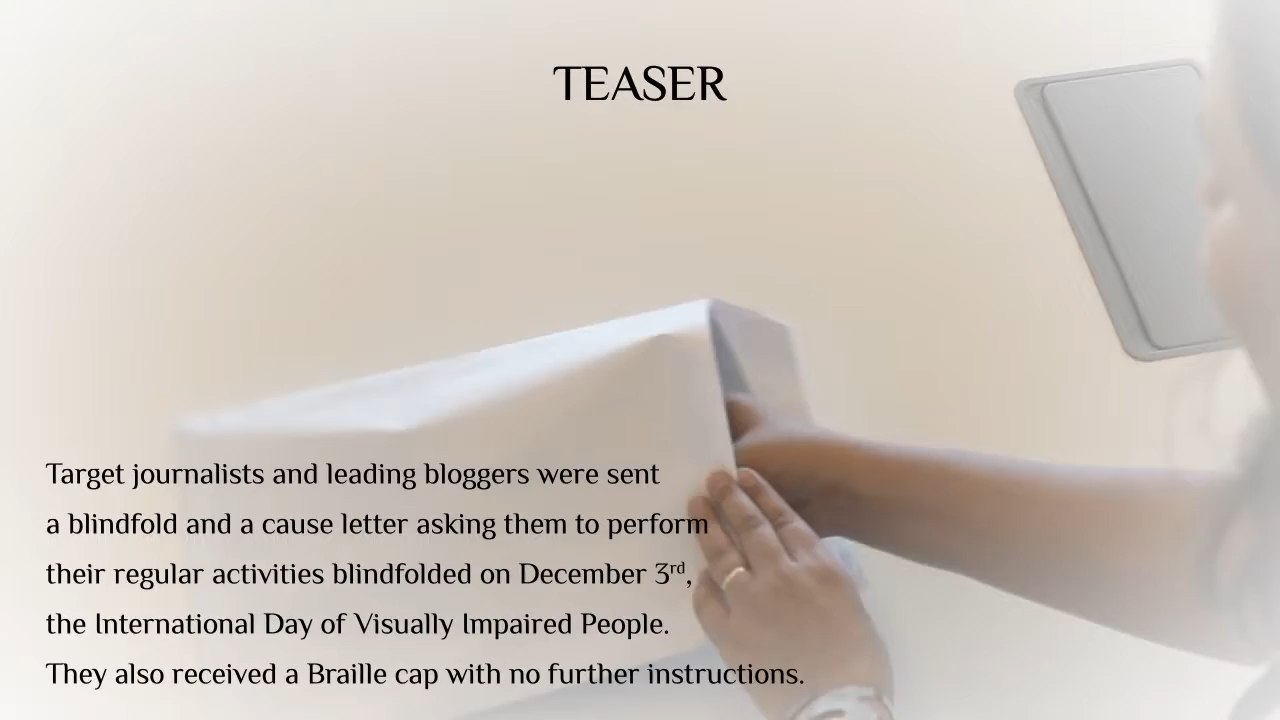 TEASER
Target journalists and leading bloggers were sent
a blindfold and a cause letter asking them to perform
their regular activities blindfolded on December 3rd,
the International Day of Visually Impaired People.
They also received a Braille cap with no further instructions.